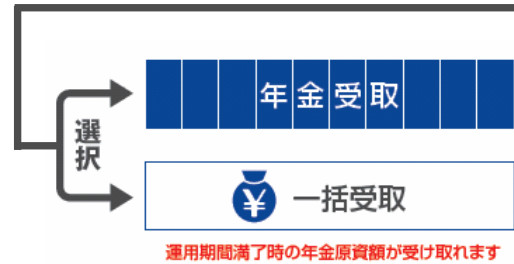 年金受取
選択
¥ 一括受取
運用期間満了時の年金原資額が受け取れます